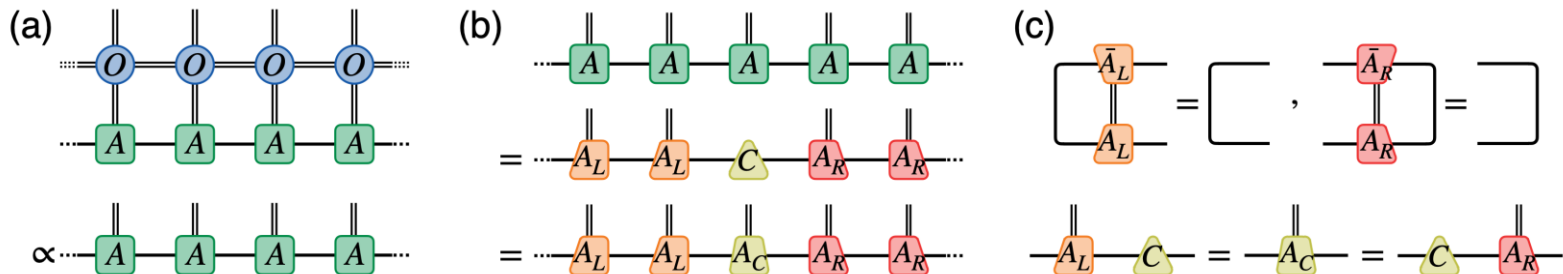 (a)
O O O O
A A A A
∝ A A A A
(b)
A A A A A
= A_L A_L C A_R A_R
= A_L A_L A_C A_R A_R
(c)
Ā_L Ā_R
= , =
A_L A_R
A_L C = A_C = C A_R